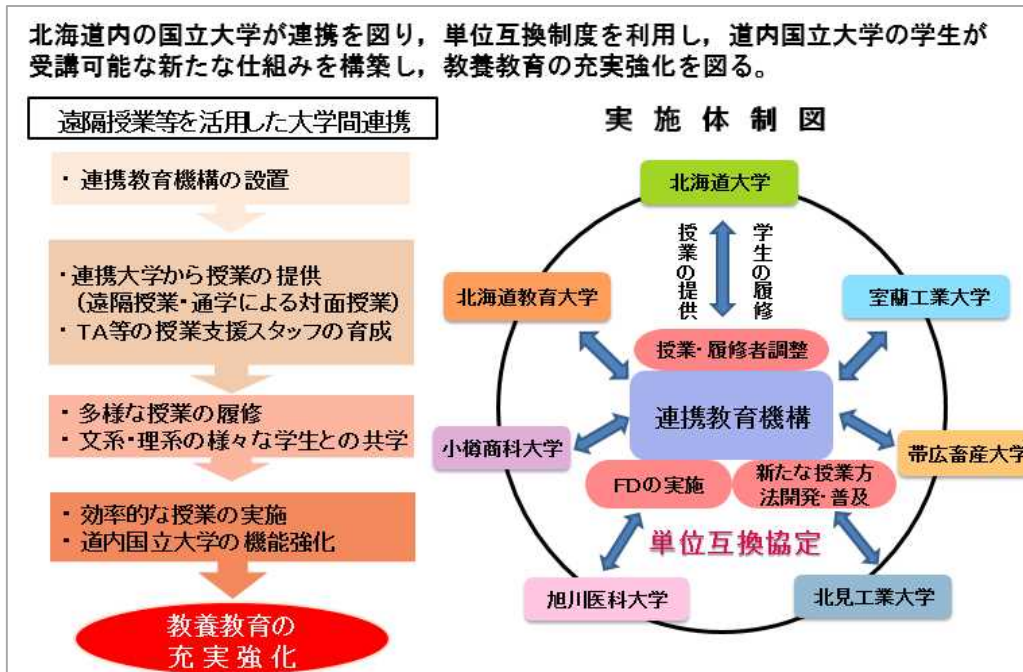 北海道内の国立大学が連携を図り，単位互換制度を利用し，道内国立大学の学生が
受講可能な新たな仕組みを構築し，教養教育の充実強化を図る。
遠隔授業等を活用した大学間連携
・連携教育機構の設置
・連携大学から授業の提供
（遠隔授業・通学による対面授業）
・TA等の授業支援スタッフの育成
・多様な授業の履修
・文系・理系の様々な学生との共学
・効率的な授業の実施
・道内国立大学の機能強化
教養教育の
充実強化
実施体制図
北海道大学
授業の提供
学生の履修
北海道教育大学
室蘭工業大学
授業・履修者調整
連携教育機構
小樽商科大学
帯広畜産大学
FDの実施
新たな授業方
法開発・普及
単位互換協定
旭川医科大学
北見工業大学